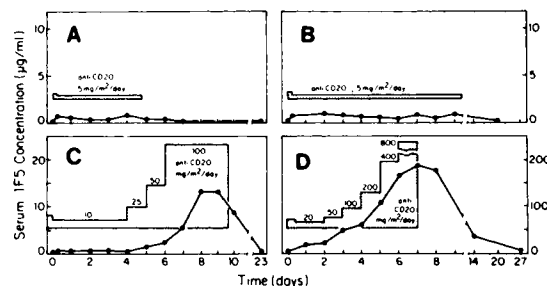 A
B
10
5
0
anti CD20
5 mg/m²/day
10
5
0
anti CD20, 5 mg/m²/day
Serum 1F5 Concentration (μg/ml)
C
D
20
10
0
10
25
50
100
anti CD20
mg/m²/day
20
50
100
200
400
800
anti
CD20
mg/m²/day
200
100
0
0 2 4 6 8 10 23
0 2 4 6 8 14 20 27
Time (days)